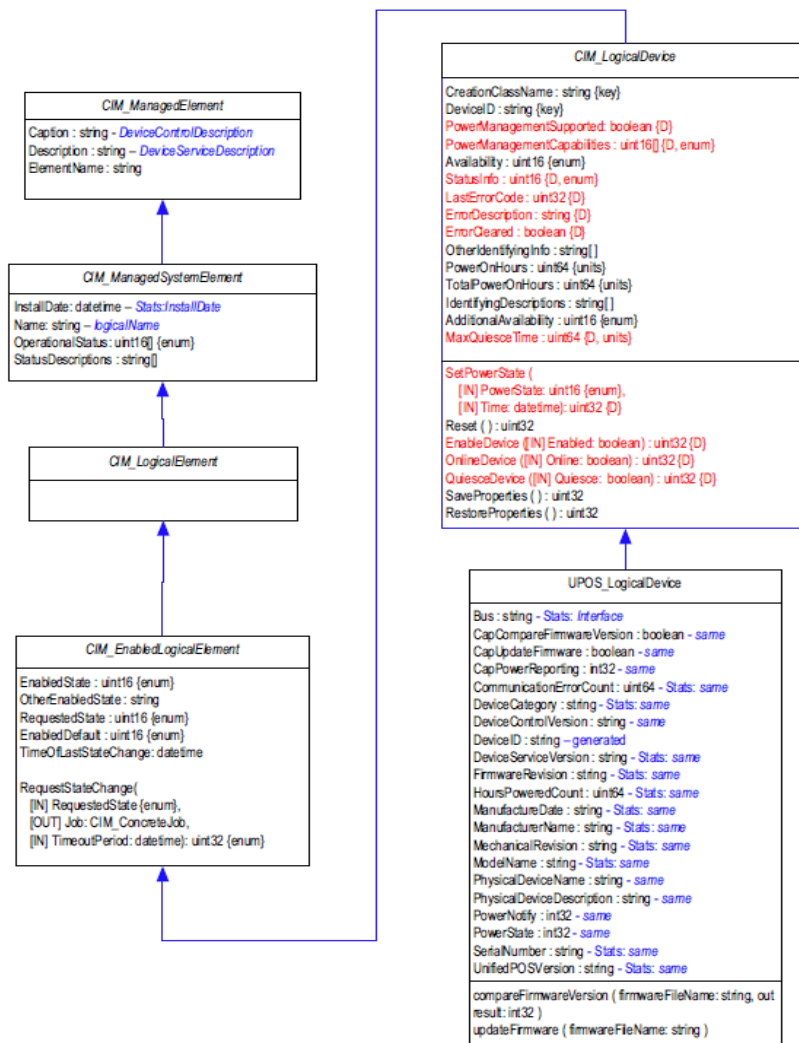 CIM_ManagedElement
Caption : string - DeviceControlDescription
Description : string – DeviceServiceDescription
ElementName : string
CIM_ManagedSystemElement
InstallDate: datetime – Stats:InstallDate
Name: string – logicalName
OperationalStatus: uint16[] {enum}
StatusDescriptions : string[]
CIM_LogicalElement
CIM_EnabledLogicalElement
EnabledState : uint16 {enum}
OtherEnabledState : string
RequestedState : uint16 {enum}
EnabledDefault : uint16 {enum}
TimeOfLastStateChange: datetime
RequestStateChange(
[IN] RequestedState {enum},
[OUT] Job: CIM_ConcreteJob,
[IN] TimeoutPeriod: datetime): uint32 {enum}
CIM_LogicalDevice
CreationClassName : string {key}
DeviceID : string {key}
PowerManagementSupported: boolean {D}
PowerManagementCapabilities : uint16[] {D, enum}
Availability : uint16 {enum}
StatusInfo : uint16 {D, enum}
LastErrorCode : uint32 {D}
ErrorDescription : string {D}
ErrorCleared : boolean {D}
OtherIdentifyingInfo : string[ ]
PowerOnHours : uint64 {units}
TotalPowerOnHours : uint64 {units}
IdentifyingDescriptions : string[ ]
AdditionalAvailability : uint16 {enum}
MaxQuiesceTime : uint64 {D, units}
SetPowerState (
[IN] PowerState: uint16 {enum},
[IN] Time: datetime): uint32 {D}
Reset ( ) : uint32
EnableDevice ([IN] Enabled: boolean) : uint32 {D}
OnlineDevice ([IN] Online: boolean) : uint32 {D}
QuiesceDevice ([IN] Quiesce: boolean) : uint32 {D}
SaveProperties ( ) : uint32
RestoreProperties ( ) : uint32
UPOS_LogicalDevice
Bus : string - Stats: Interface
CapCompareFirmwareVersion : boolean - same
CapUpdateFirmware : boolean - same
CapPowerReporting : int32 - same
CommunicationErrorCount : uint64 - Stats: same
DeviceCategory : string - Stats: same
DeviceControlVersion : string - same
DeviceID : string – generated
DeviceServiceVersion : string - Stats: same
FirmwareRevision : string - Stats: same
HoursPoweredCount : uint64 - Stats: same
ManufactureDate : string - Stats: same
ManufacturerName : string - Stats: same
MechanicalRevision : string - Stats: same
ModelName : string - Stats: same
PhysicalDeviceName : string - same
PhysicalDeviceDescription : string - same
PowerNotify : int32 - same
PowerState : int32 - same
SerialNumber : string - Stats: same
UnifiedPOSVersion : string - Stats: same
compareFirmwareVersion ( firmwareFileName: string, out
result: int32 )
updateFirmware ( firmwareFileName: string )